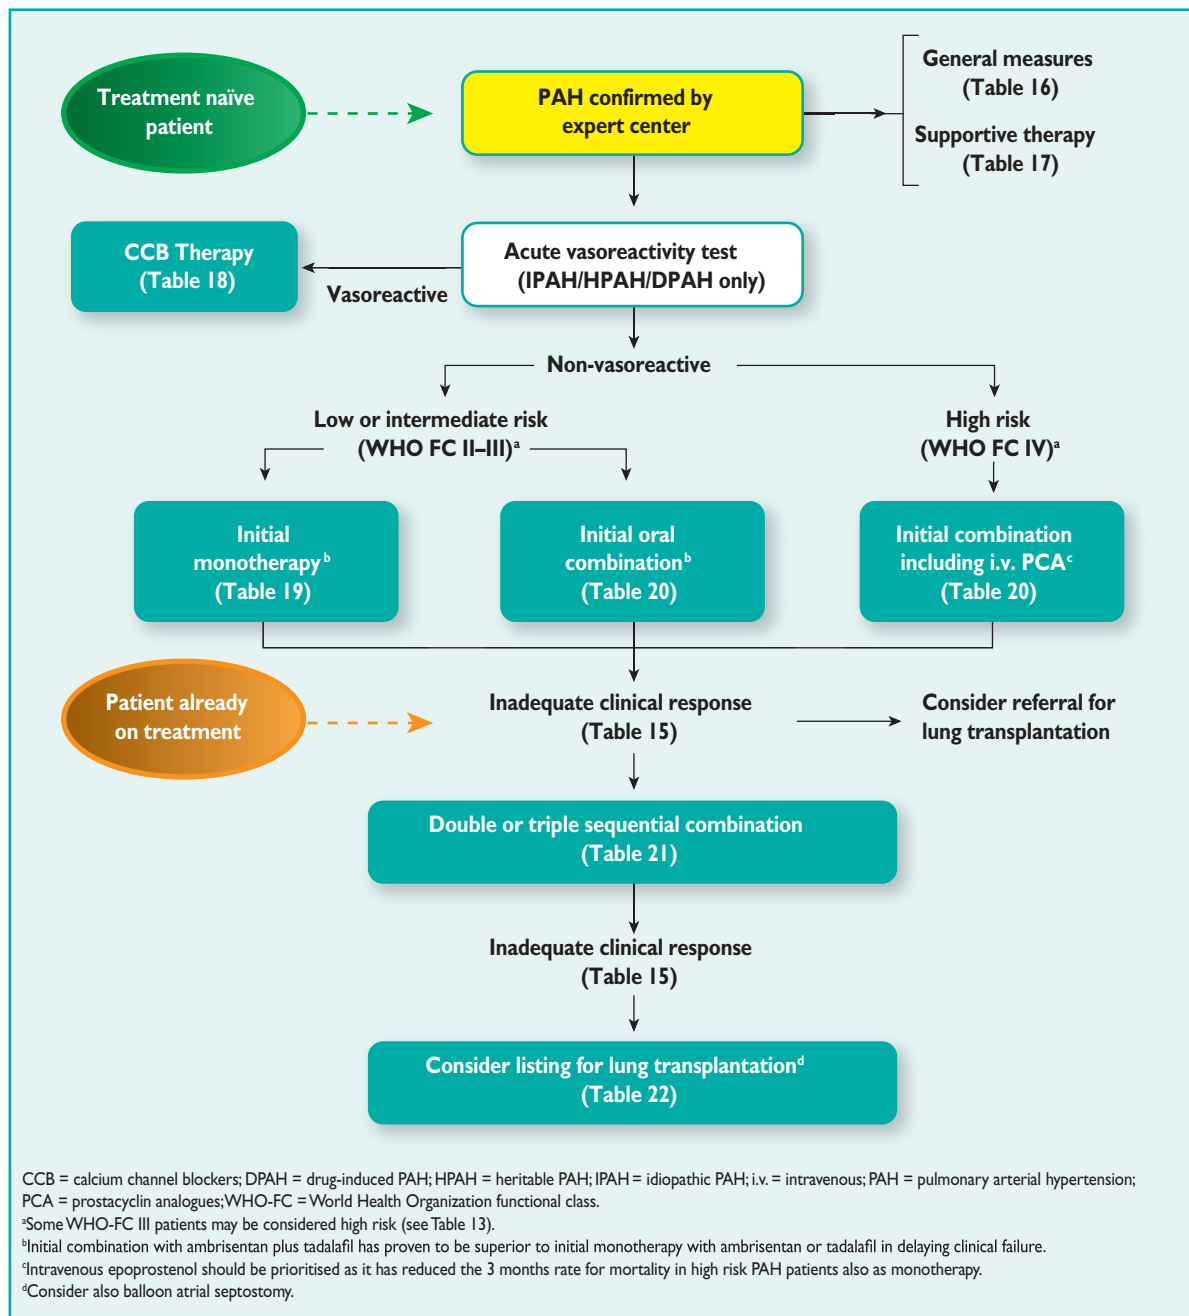 Treatment naïve
patient
PAH confirmed by
expert center
General measures
(Table 16)
Supportive therapy
(Table 17)
CCB Therapy
(Table 18)
Vasoreactive
Acute vasoreactivity test
(IPAH/HPAH/DPAH only)
Non-vasoreactive
Low or intermediate risk
(WHO FC II–III)ᵃ
High risk
(WHO FC IV)ᵃ
Initial
monotherapyᵇ
(Table 19)
Initial oral
combinationᵇ
(Table 20)
Initial combination
including i.v. PCAᶜ
(Table 20)
Patient already
on treatment
Inadequate clinical response
(Table 15)
Consider referral for
lung transplantation
Double or triple sequential combination
(Table 21)
Inadequate clinical response
(Table 15)
Consider listing for lung transplantationᵈ
(Table 22)
CCB = calcium channel blockers; DPAH = drug-induced PAH; HPAH = heritable PAH; IPAH = idiopathic PAH; i.v. = intravenous; PAH = pulmonary arterial hypertension;
PCA = prostacyclin analogues; WHO-FC = World Health Organization functional class.
ᵃSome WHO-FC III patients may be considered high risk (see Table 13).
ᵇInitial combination with ambrisentan plus tadalafil has proven to be superior to initial monotherapy with ambrisentan or tadalafil in delaying clinical failure.
ᶜIntravenous epoprostenol should be prioritised as it has reduced the 3 months rate for mortality in high risk PAH patients also as monotherapy.
ᵈConsider also balloon atrial septostomy.